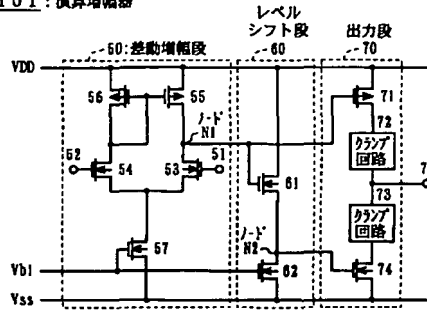 101:演算増幅器
50:差動増幅段
レベル
シフト段
60
出力段
70
VDD
56
55
71
ノード
N1
72
クランプ
回路
52
54
53
51
61
73
クランプ
回路
57
ノード
N2
Vb1
62
74
Vss